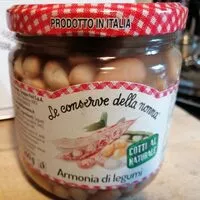 PRODOTTO IN ITALIA
Le conserve della nonna
COTTI AL
NATURALE
Armonia di legumi